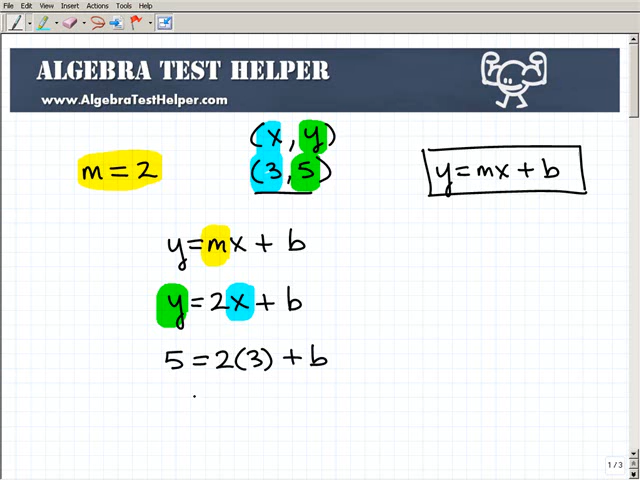 File Edit View Insert Actions Tools Help
ALGEBRA TEST HELPER
www.AlgebraTestHelper.com
(x, y)
m = 2 (3, 5) y = mx + b
y = mx + b
y = 2x + b
5 = 2(3) + b
1 / 3